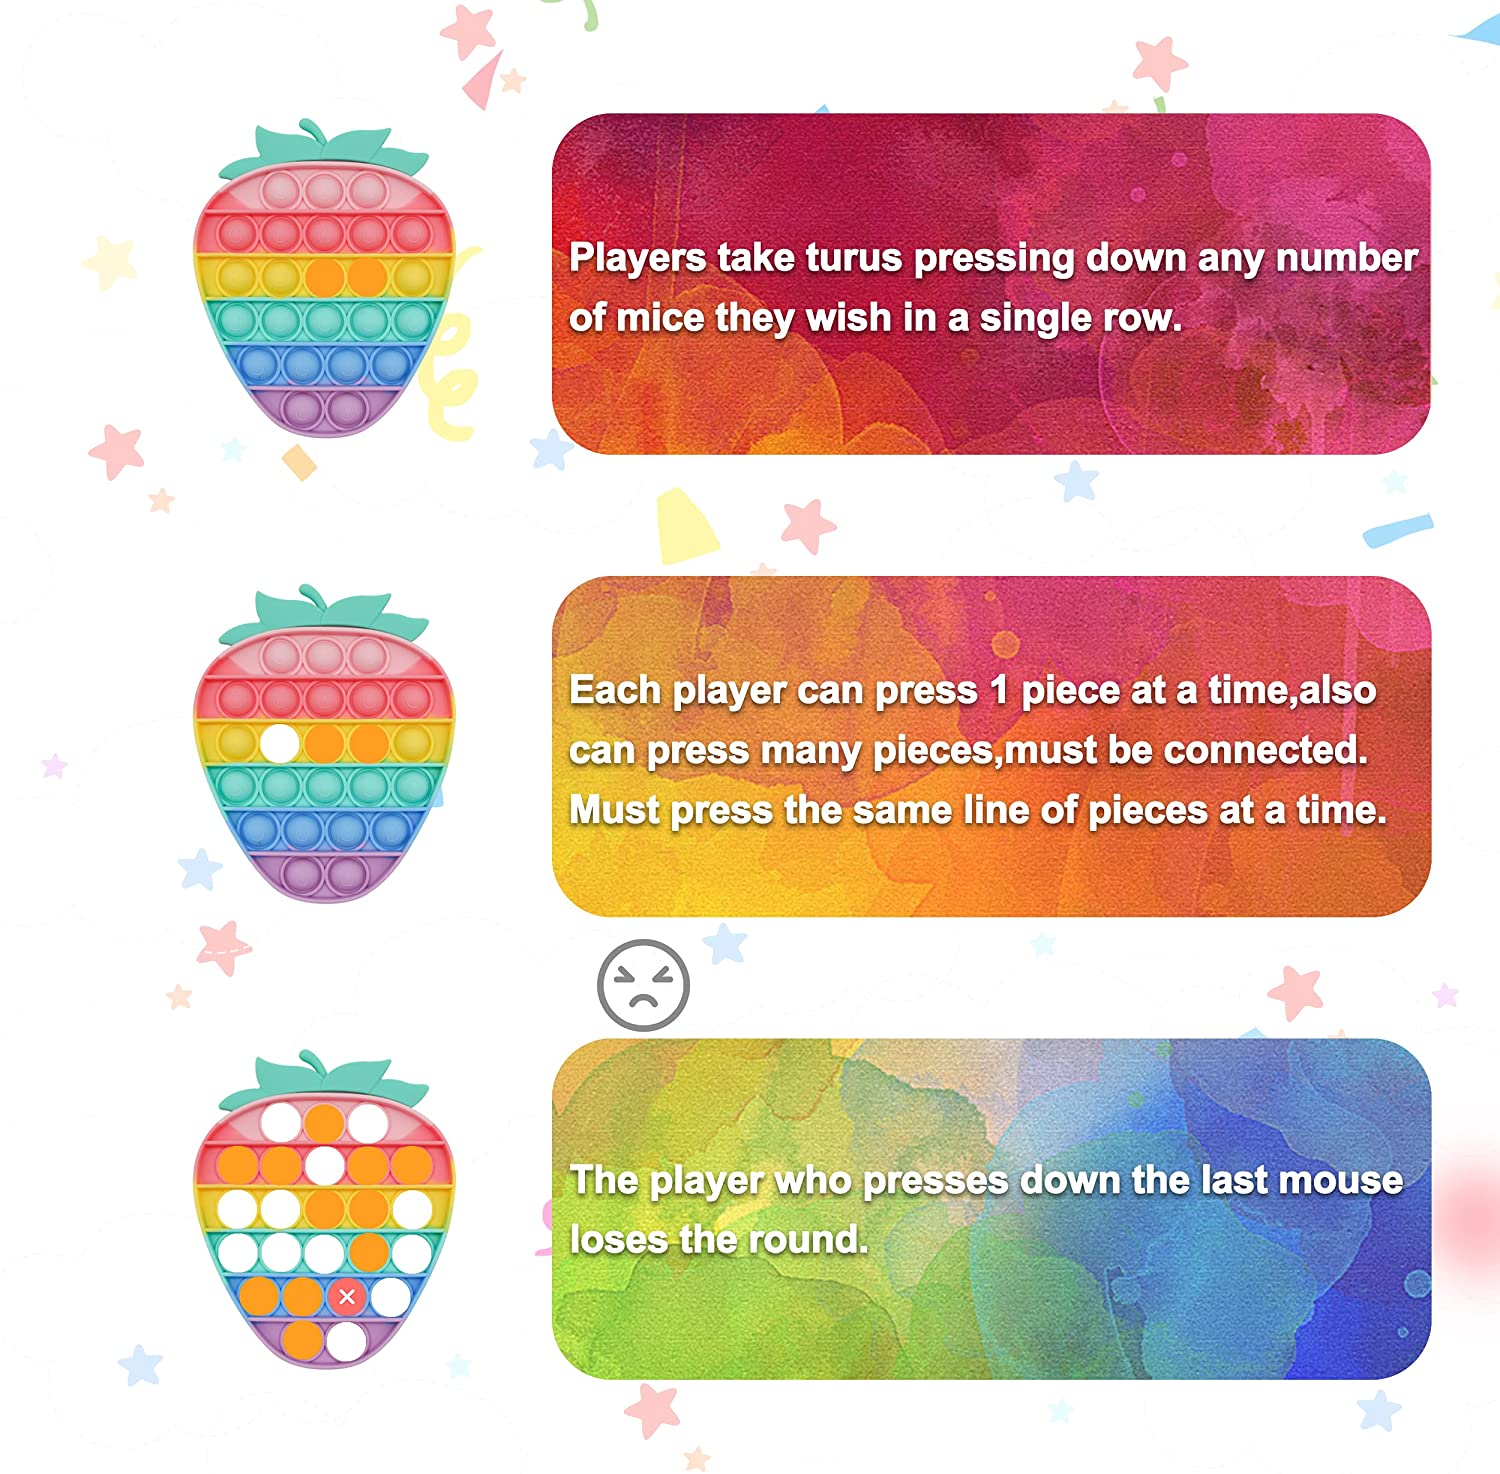 Players take turus pressing down any number
of mice they wish in a single row.
Each player can press 1 piece at a time,also
can press many pieces,must be connected.
Must press the same line of pieces at a time.
The player who presses down the last mouse
loses the round.